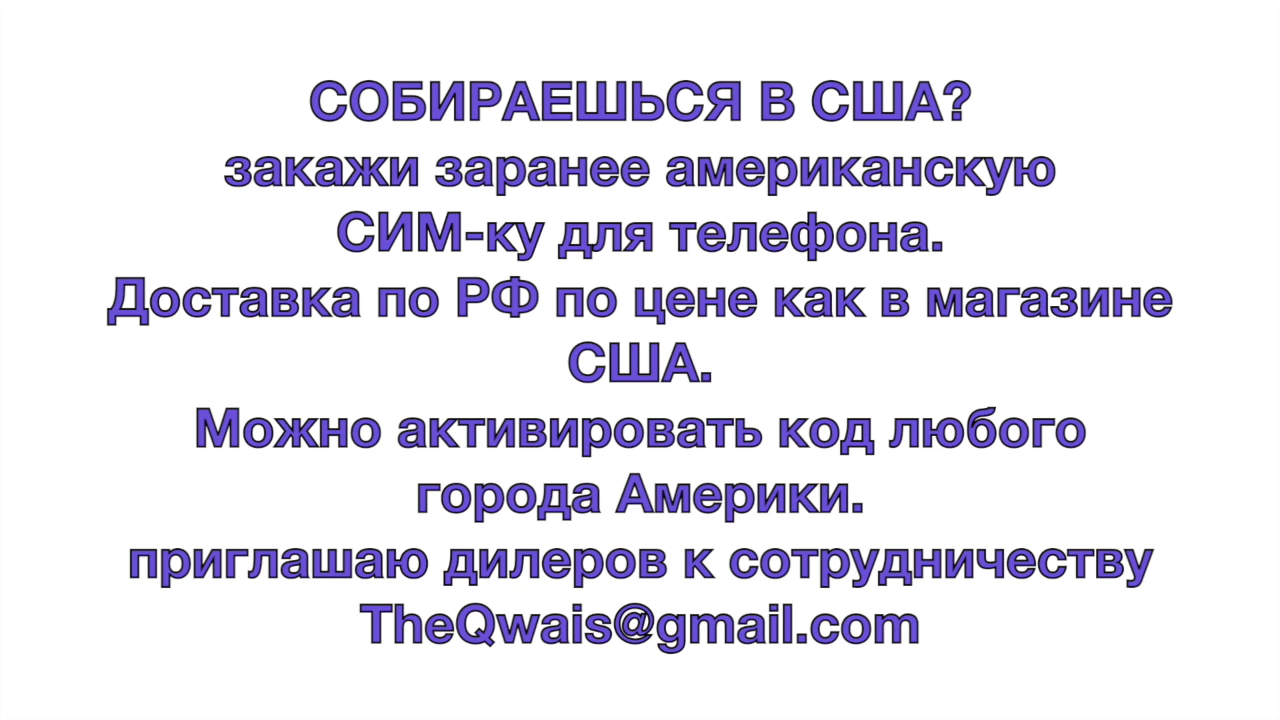 СОБИРАЕШЬСЯ В США?
закажи заранее американскую
СИМ-ку для телефона.
Доставка по РФ по цене как в магазине
США.
Можно активировать код любого
города Америки.
приглашаю дилеров к сотрудничеству
TheQwais@gmail.com